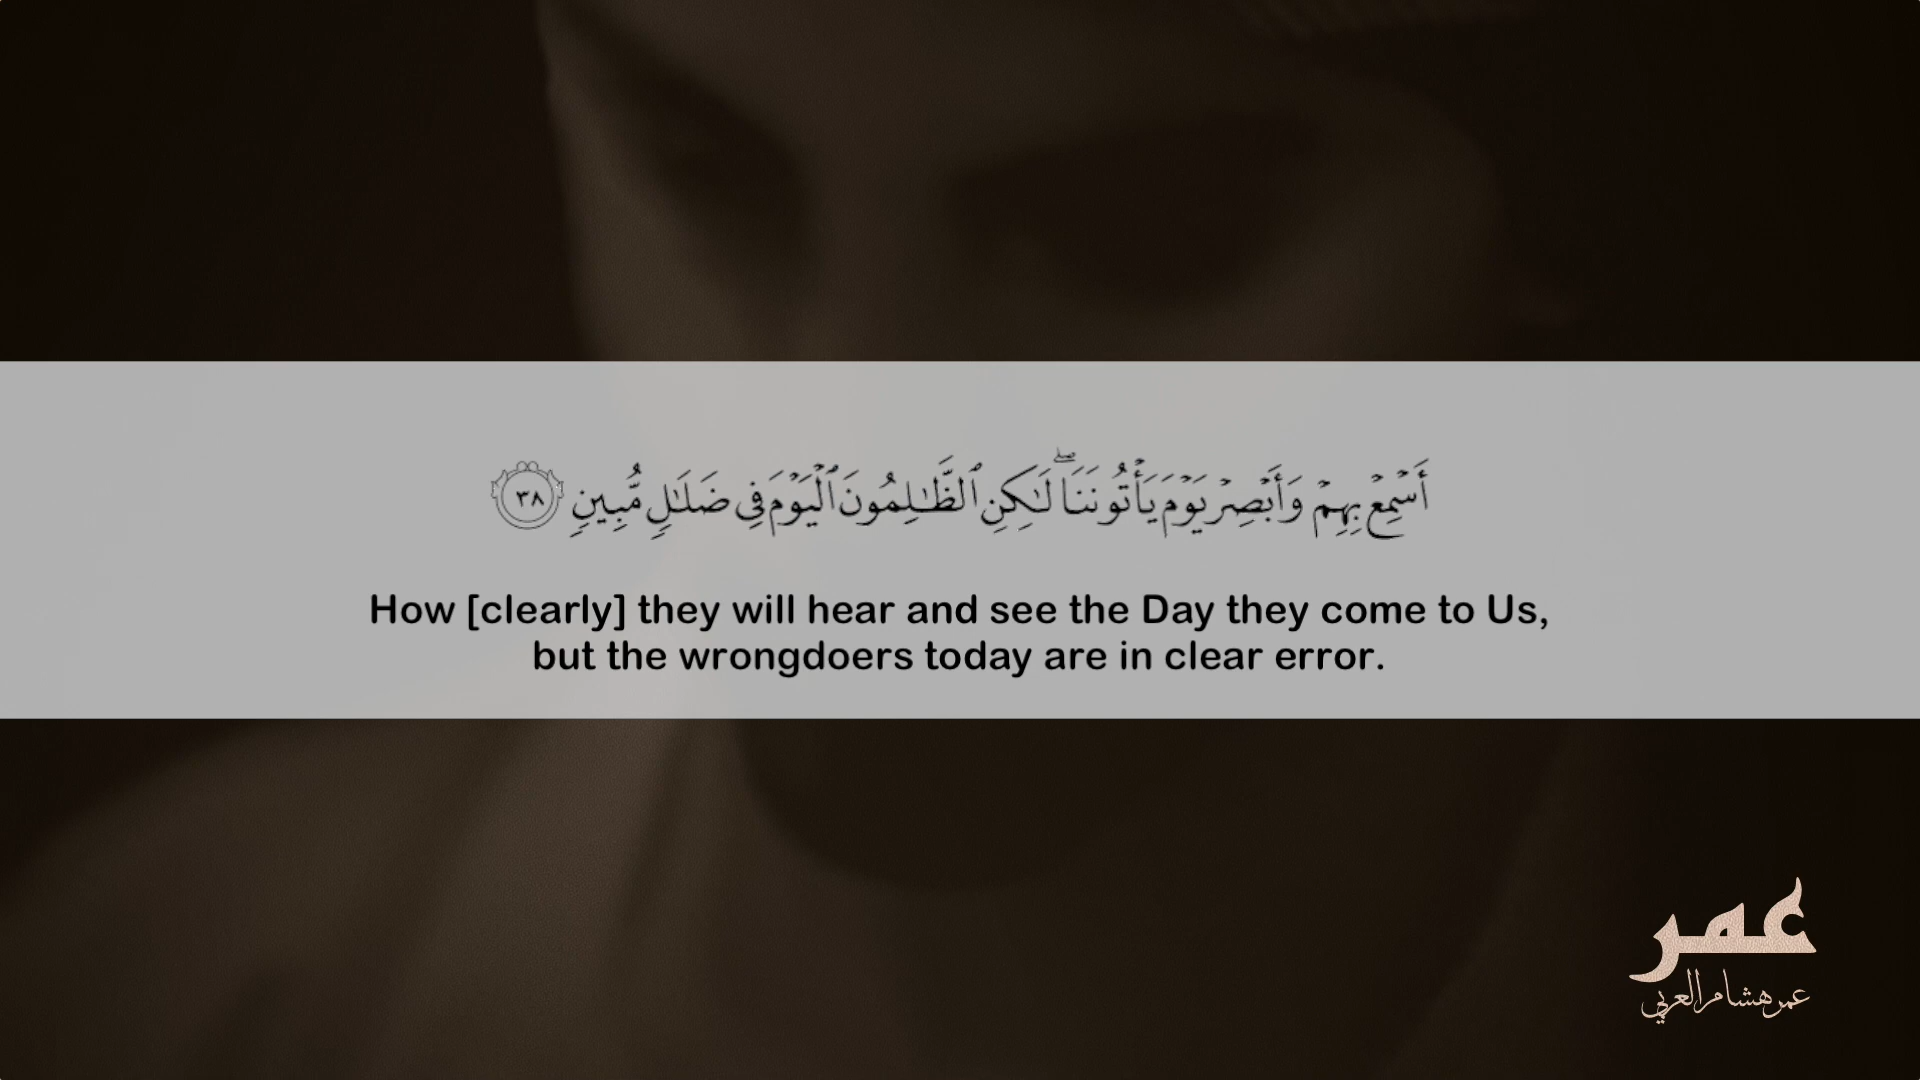 أَسْمِعْ بِهِمْ وَأَبْصِرْ يَوْمَ يَأْتُونَنَا ۖ لَـٰكِنِ ٱلظَّـٰلِمُونَ ٱلْيَوْمَ فِى ضَلَـٰلٍ مُّبِينٍ ٣٨
How [clearly] they will hear and see the Day they come to Us,
but the wrongdoers today are in clear error.
عمر
عمر هشام العربي